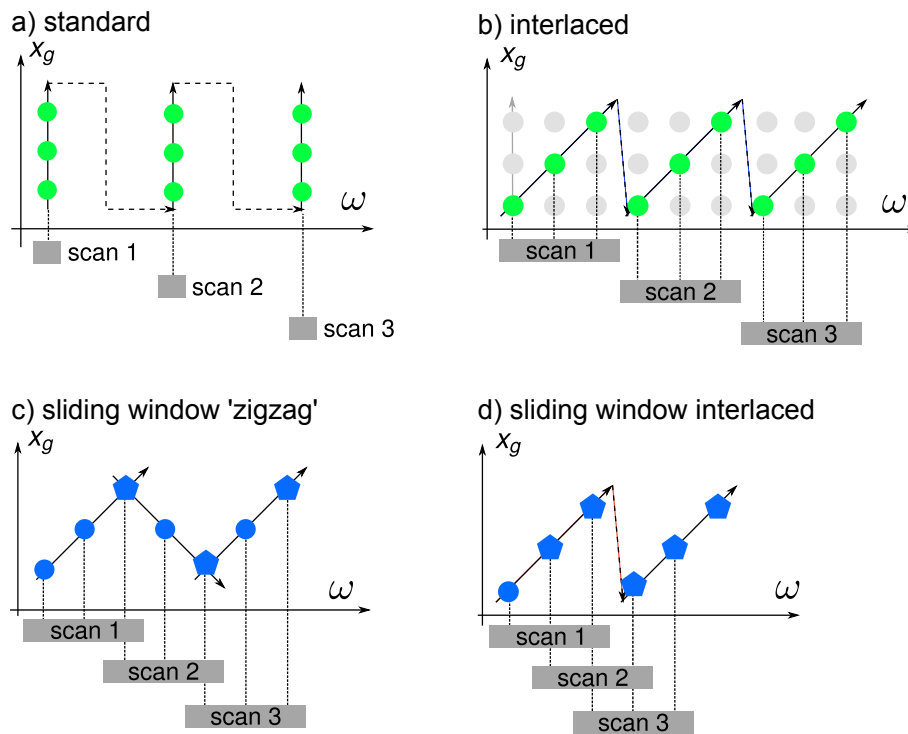 a) standard
x_g
ω
scan 1
scan 2
scan 3
b) interlaced
x_g
ω
scan 1
scan 2
scan 3
c) sliding window 'zigzag'
x_g
ω
scan 1
scan 2
scan 3
d) sliding window interlaced
x_g
ω
scan 1
scan 2
scan 3